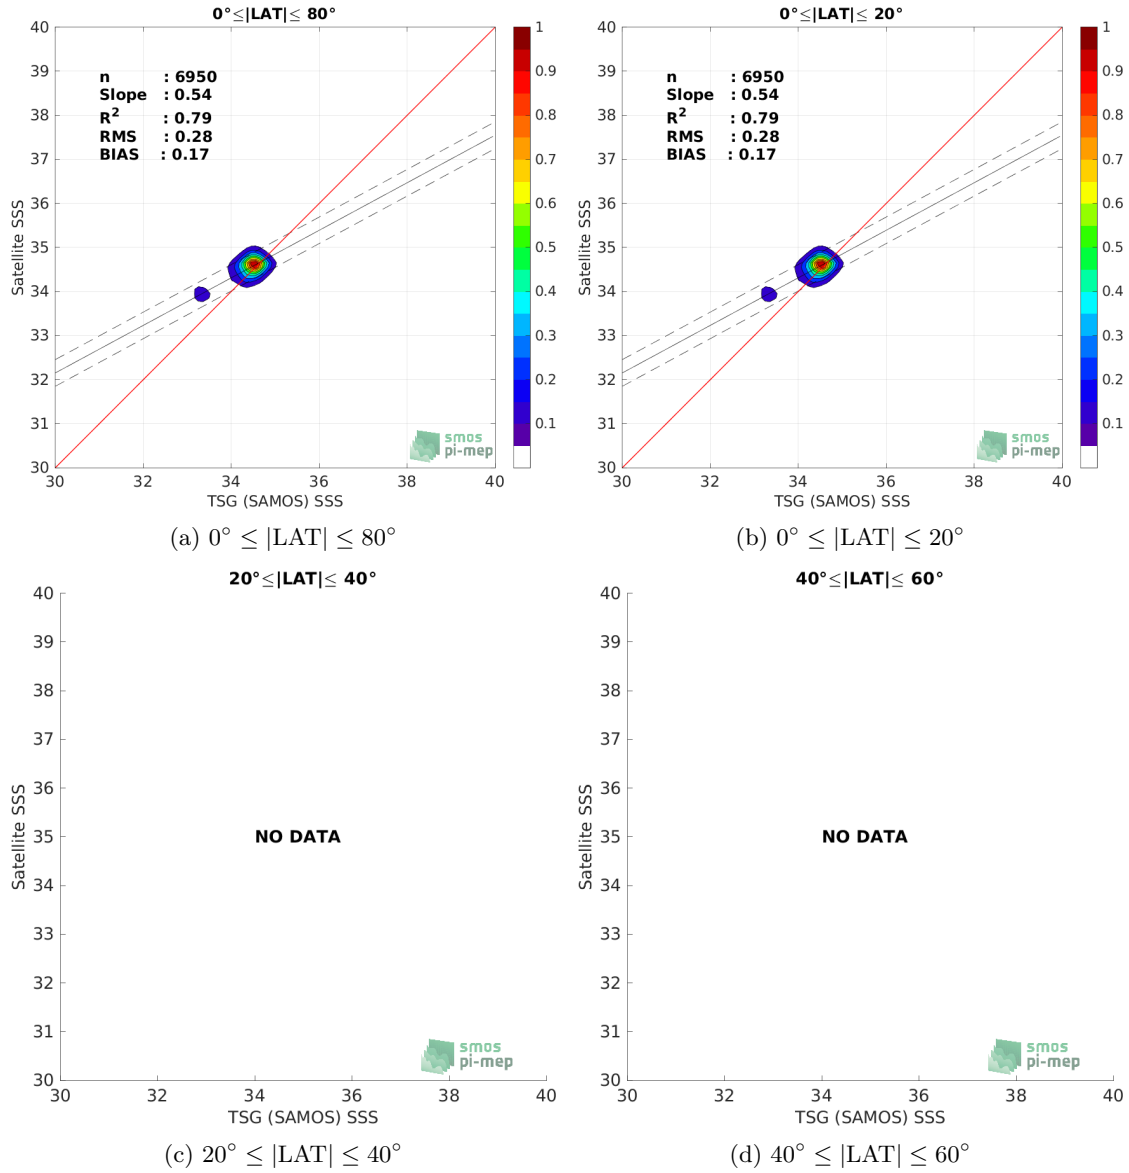 0°≤|LAT|≤ 80°
40
39
38
37
36
35
34
33
32
31
30
Satellite SSS
n : 6950
Slope : 0.54
R² : 0.79
RMS : 0.28
BIAS : 0.17
smos
pi-mep
30 32 34 36 38 40
TSG (SAMOS) SSS
1
0.9
0.8
0.7
0.6
0.5
0.4
0.3
0.2
0.1
(a) 0° ≤ |LAT| ≤ 80°
0°≤|LAT|≤ 20°
40
39
38
37
36
35
34
33
32
31
30
Satellite SSS
n : 6950
Slope : 0.54
R² : 0.79
RMS : 0.28
BIAS : 0.17
smos
pi-mep
30 32 34 36 38 40
TSG (SAMOS) SSS
1
0.9
0.8
0.7
0.6
0.5
0.4
0.3
0.2
0.1
(b) 0° ≤ |LAT| ≤ 20°
20°≤|LAT|≤ 40°
40
39
38
37
36
35
34
33
32
31
30
Satellite SSS
NO DATA
smos
pi-mep
30 32 34 36 38 40
TSG (SAMOS) SSS
(c) 20° ≤ |LAT| ≤ 40°
40°≤|LAT|≤ 60°
40
39
38
37
36
35
34
33
32
31
30
Satellite SSS
NO DATA
smos
pi-mep
30 32 34 36 38 40
TSG (SAMOS) SSS
(d) 40° ≤ |LAT| ≤ 60°